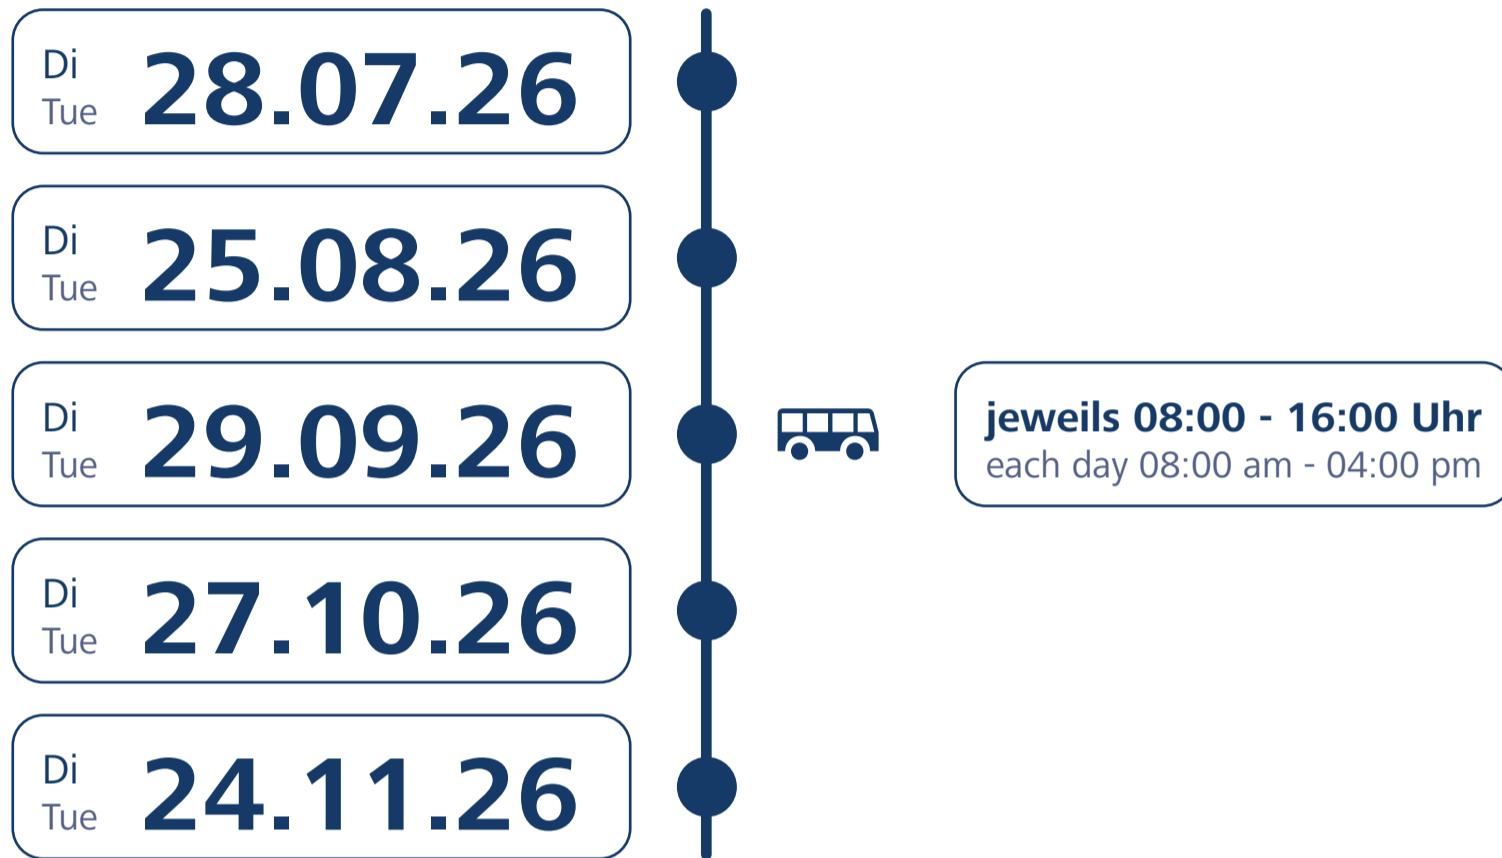 Di
Tue
28.07.26
Di
Tue
25.08.26
Di
Tue
29.09.26
jeweils 08:00 - 16:00 Uhr
each day 08:00 am - 04:00 pm
Di
Tue
27.10.26
Di
Tue
24.11.26